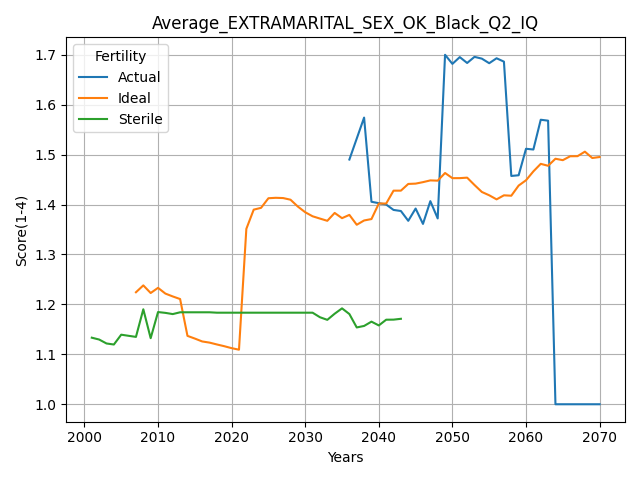 Average_EXTRAMARITAL_SEX_OK_Black_Q2_IQ
Fertility
Actual
Ideal
Sterile
Score(1-4)
1.7
1.6
1.5
1.4
1.3
1.2
1.1
1.0
2000 2010 2020 2030 2040 2050 2060 2070
Years